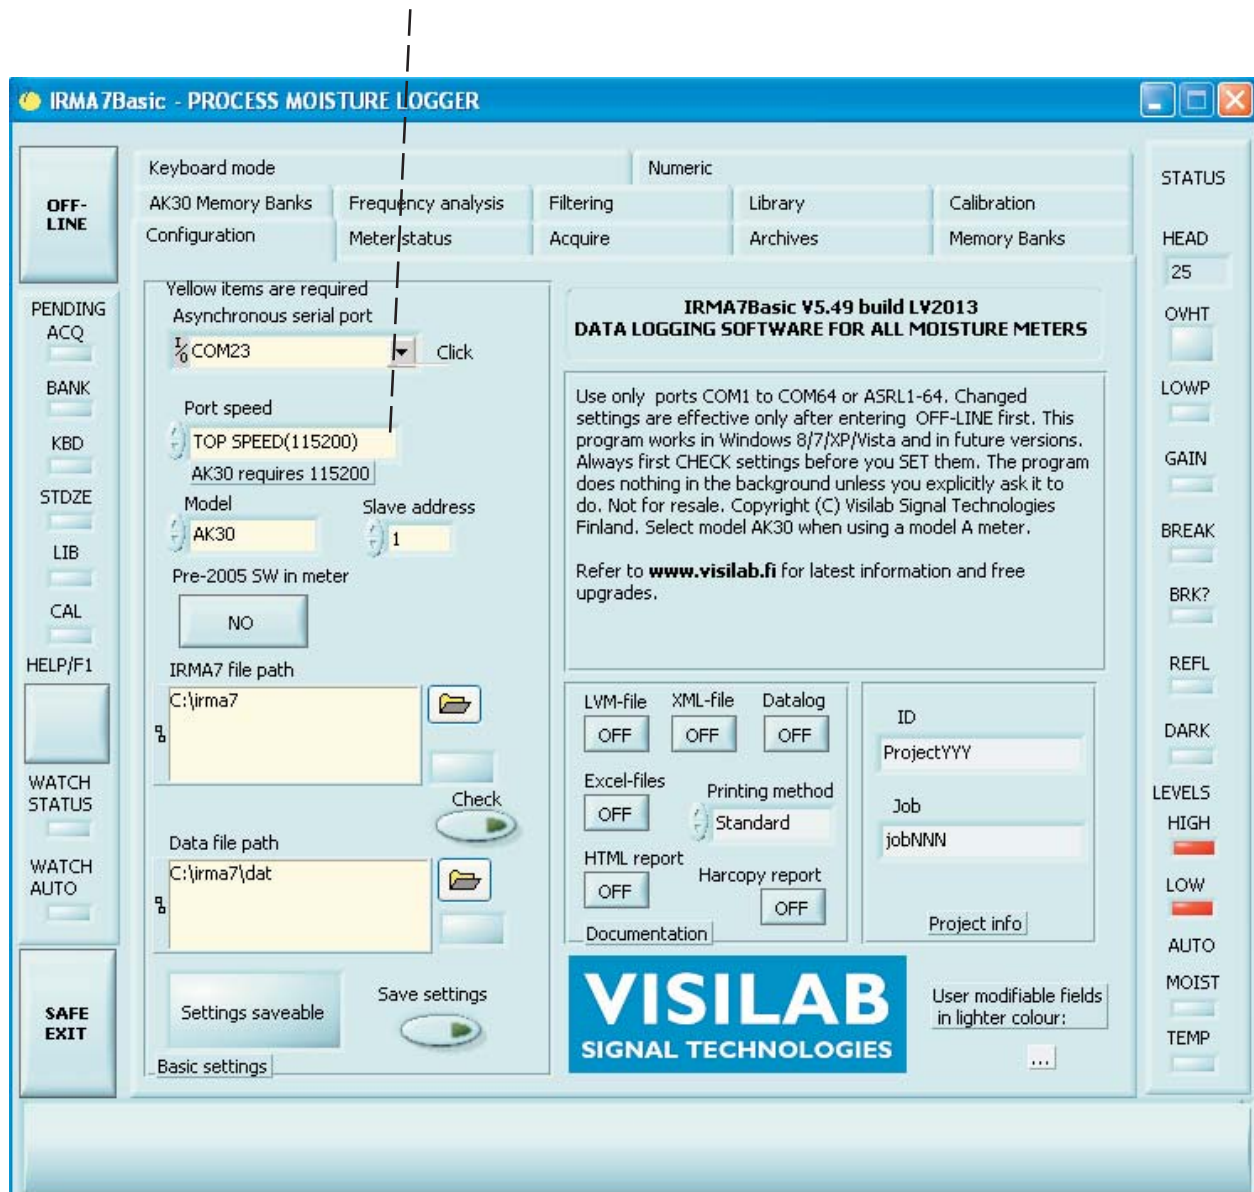 IRMA7Basic - PROCESS MOISTURE LOGGER
OFF-
LINE
PENDING
ACQ
BANK
KBD
STDZE
LIB
CAL
HELP/F1
WATCH
STATUS
WATCH
AUTO
SAFE
EXIT
Keyboard mode
Numeric
AK30 Memory Banks
Frequency analysis
Filtering
Library
Calibration
Configuration
Meter status
Acquire
Archives
Memory Banks
Yellow items are required
Asynchronous serial port
I/O COM23
Click
Port speed
TOP SPEED(115200)
AK30 requires 115200
Model
Slave address
AK30
1
Pre-2005 SW in meter
NO
IRMA7 file path
C:\irma7
Check
Data file path
C:\irma7\dat
Settings saveable
Save settings
Basic settings
IRMA7Basic V5.49 build LV2013
DATA LOGGING SOFTWARE FOR ALL MOISTURE METERS
Use only ports COM1 to COM64 or ASRL1-64. Changed
settings are effective only after entering OFF-LINE first. This
program works in Windows 8/7/XP/Vista and in future versions.
Always first CHECK settings before you SET them. The program
does nothing in the background unless you explicitly ask it to
do. Not for resale. Copyright (C) Visilab Signal Technologies
Finland. Select model AK30 when using a model A meter.
Refer to www.visilab.fi for latest information and free
upgrades.
LVM-file XML-file Datalog
OFF OFF OFF
Excel-files
OFF
Printing method
Standard
HTML report
OFF
Harcopy report
OFF
Documentation
ID
ProjectYYY
Job
jobNNN
Project info
VISILAB
SIGNAL TECHNOLOGIES
User modifiable fields
in lighter colour:
...
STATUS
HEAD
25
OVHT
LOWP
GAIN
BREAK
BRK?
REFL
DARK
LEVELS
HIGH
LOW
AUTO
MOIST
TEMP